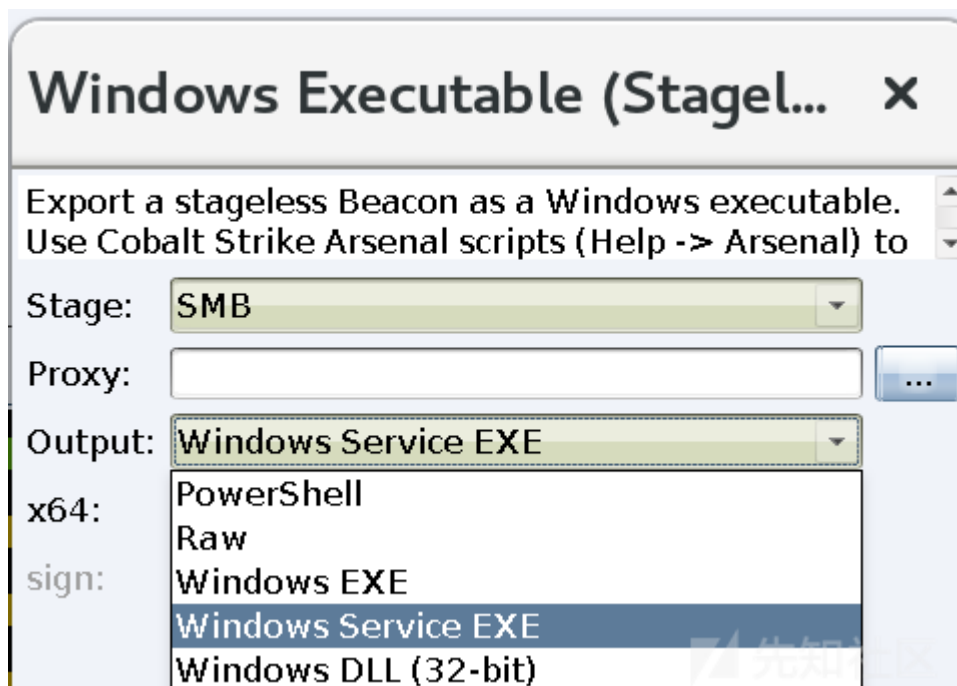 Windows Executable (Stagel... ×
Export a stageless Beacon as a Windows executable.
Use Cobalt Strike Arsenal scripts (Help -> Arsenal) to
Stage: SMB
Proxy: ...
Output: Windows Service EXE
x64:
sign:
PowerShell
Raw
Windows EXE
Windows Service EXE
Windows DLL (32-bit)
先知社区